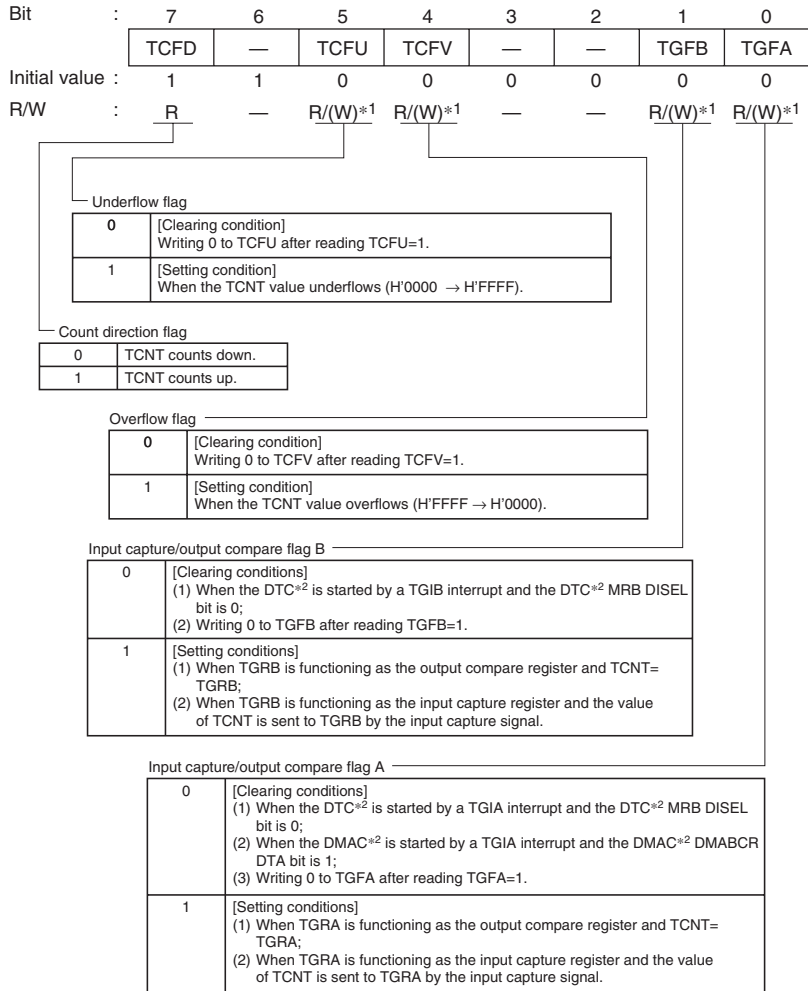 Bit : 7 6 5 4 3 2 1 0
TCFD — TCFU TCFV — — TGFB TGFA
Initial value : 1 1 0 0 0 0 0 0
R/W : R — R/(W)*1 R/(W)*1 — — R/(W)*1 R/(W)*1
Underflow flag
0 [Clearing condition]
Writing 0 to TCFU after reading TCFU=1.
1 [Setting condition]
When the TCNT value underflows (H'0000 → H'FFFF).
Count direction flag
0 TCNT counts down.
1 TCNT counts up.
Overflow flag
0 [Clearing condition]
Writing 0 to TCFV after reading TCFV=1.
1 [Setting condition]
When the TCNT value overflows (H'FFFF → H'0000).
Input capture/output compare flag B
0 [Clearing conditions]
(1) When the DTC*2 is started by a TGIB interrupt and the DTC*2 MRB DISEL
bit is 0;
(2) Writing 0 to TGFB after reading TGFB=1.
1 [Setting conditions]
(1) When TGRB is functioning as the output compare register and TCNT=
TGRB;
(2) When TGRB is functioning as the input capture register and the value
of TCNT is sent to TGRB by the input capture signal.
Input capture/output compare flag A
0 [Clearing conditions]
(1) When the DTC*2 is started by a TGIA interrupt and the DTC*2 MRB DISEL
bit is 0;
(2) When the DMAC*2 is started by a TGIA interrupt and the DMAC*2 DMABCR
DTA bit is 1;
(3) Writing 0 to TGFA after reading TGFA=1.
1 [Setting conditions]
(1) When TGRA is functioning as the output compare register and TCNT=
TGRA;
(2) When TGRA is functioning as the input capture register and the value
of TCNT is sent to TGRA by the input capture signal.